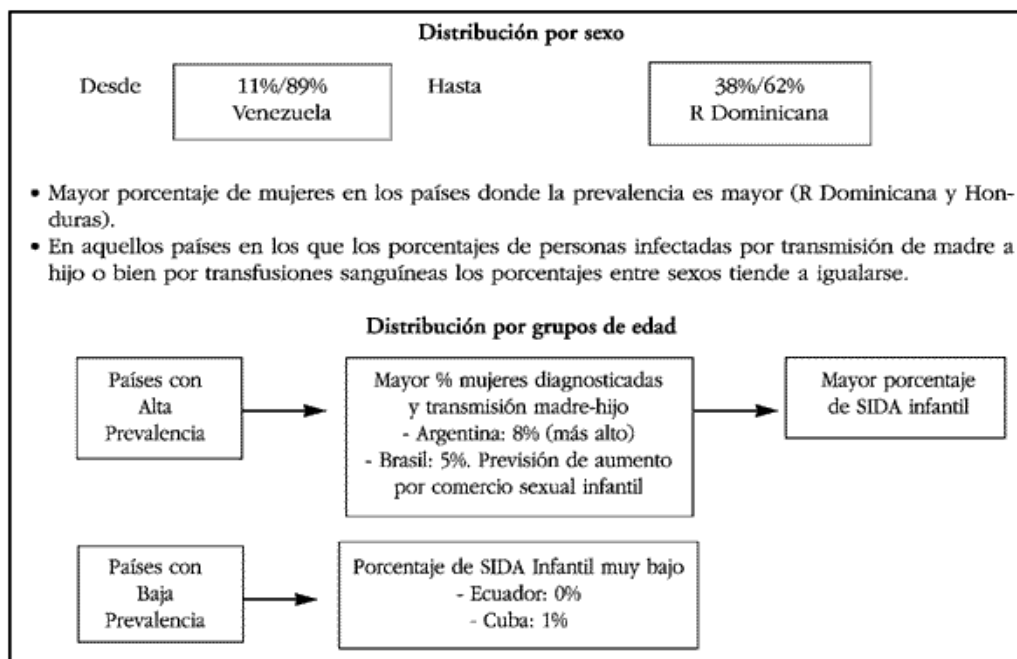 Distribución por sexo
Desde
11%/89%
Venezuela
Hasta
38%/62%
R Dominicana
• Mayor porcentaje de mujeres en los países donde la prevalencia es mayor (R Dominicana y Hon-
duras).
• En aquellos países en los que los porcentajes de personas infectadas por transmisión de madre a
hijo o bien por transfusiones sanguíneas los porcentajes entre sexos tiende a igualarse.
Distribución por grupos de edad
Países con
Alta
Prevalencia
Mayor % mujeres diagnosticadas
y transmisión madre-hijo
- Argentina: 8% (más alto)
- Brasil: 5%. Previsión de aumento
por comercio sexual infantil
Mayor porcentaje
de SIDA infantil
Países con
Baja
Prevalencia
Porcentaje de SIDA Infantil muy bajo
- Ecuador: 0%
- Cuba: 1%